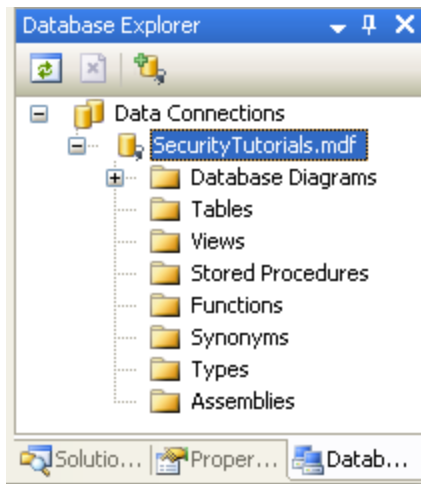 Database Explorer
Data Connections
SecurityTutorials.mdf
Database Diagrams
Tables
Views
Stored Procedures
Functions
Synonyms
Types
Assemblies
Solutio... Proper... Datab...